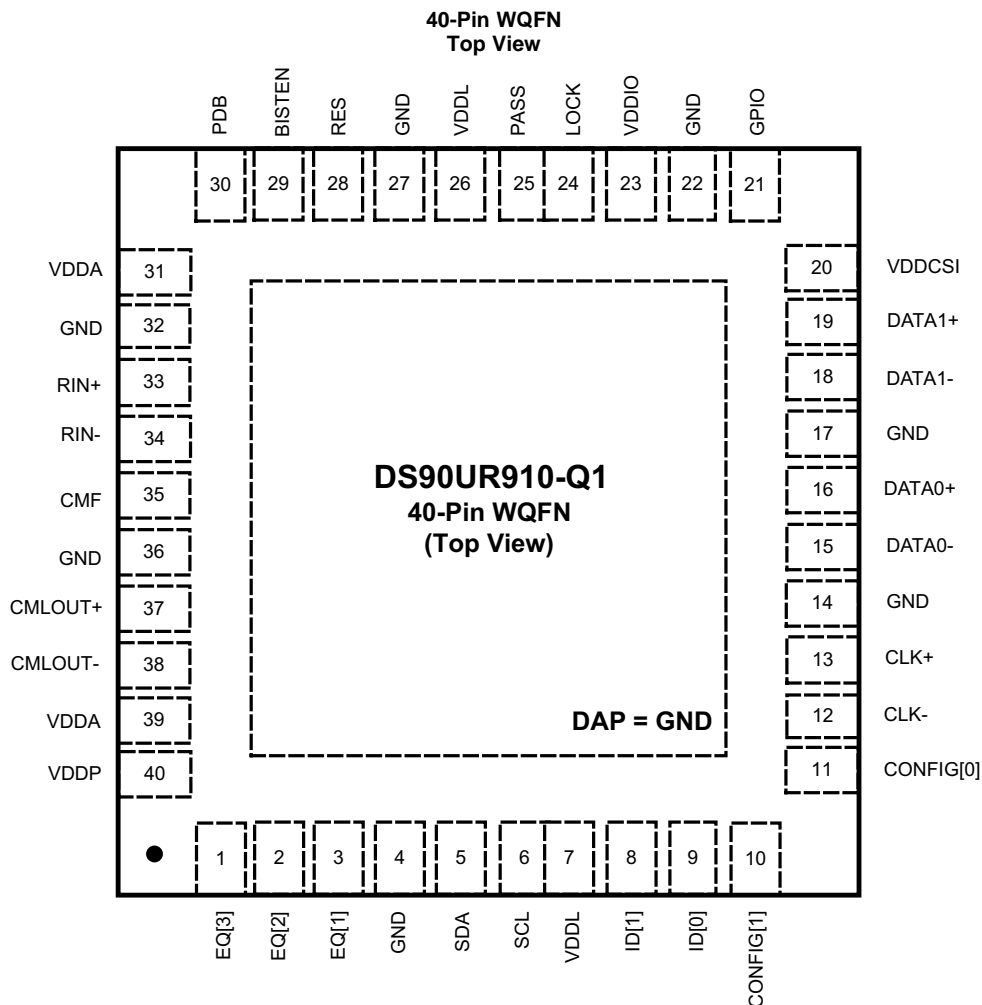 40-Pin WQFN
Top View
PDB
BISTEN
RES
GND
VDDL
PASS
LOCK
VDDIO
GND
GPIO
30
29
28
27
26
25
24
23
22
21
VDDA
31
GND
32
RIN+
33
RIN-
34
CMF
35
GND
36
CMLOUT+
37
CMLOUT-
38
VDDA
39
VDDP
40
DS90UR910-Q1
40-Pin WQFN
(Top View)
DAP = GND
20
VDDCSI
19
DATA1+
18
DATA1-
17
GND
16
DATA0+
15
DATA0-
14
GND
13
CLK+
12
CLK-
11
CONFIG[0]
1
2
3
4
5
6
7
8
9
10
EQ[3]
EQ[2]
EQ[1]
GND
SDA
SCL
VDDL
ID[1]
ID[0]
CONFIG[1]